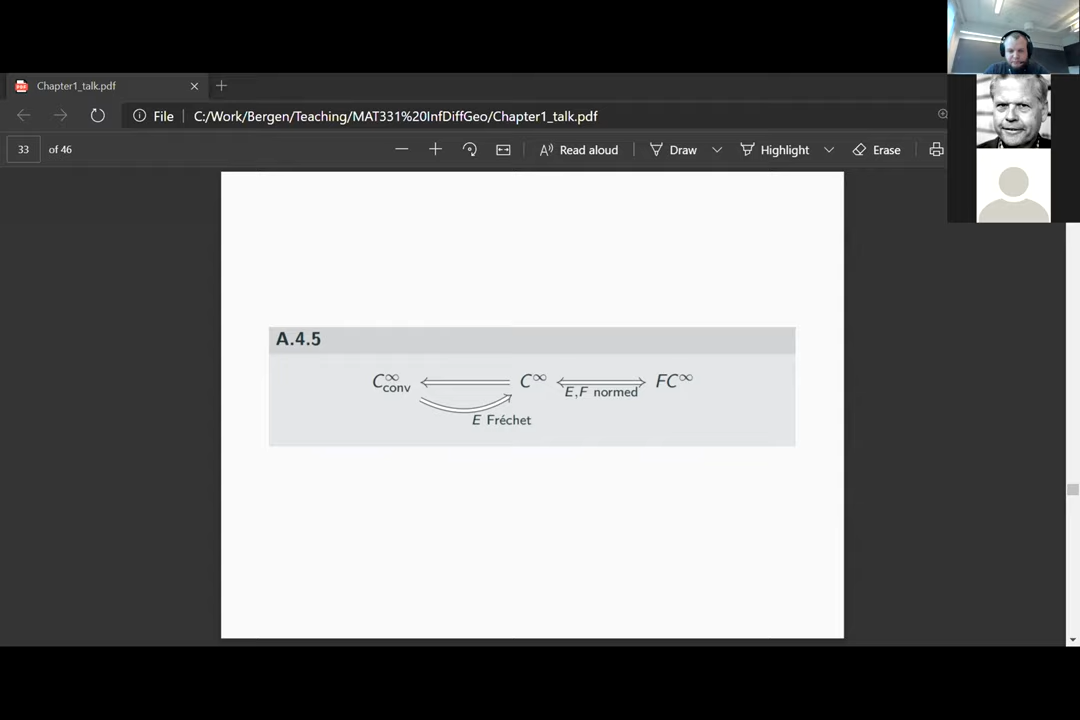 Chapter1_talk.pdf
File C:/Work/Bergen/Teaching/MAT331%20InfDiffGeo/Chapter1_talk.pdf
33 of 46 Read aloud Draw Highlight Erase
A.4.5
C^∞_conv ⟸ C^∞ ⟺ FC^∞
E,F normed
E Fréchet